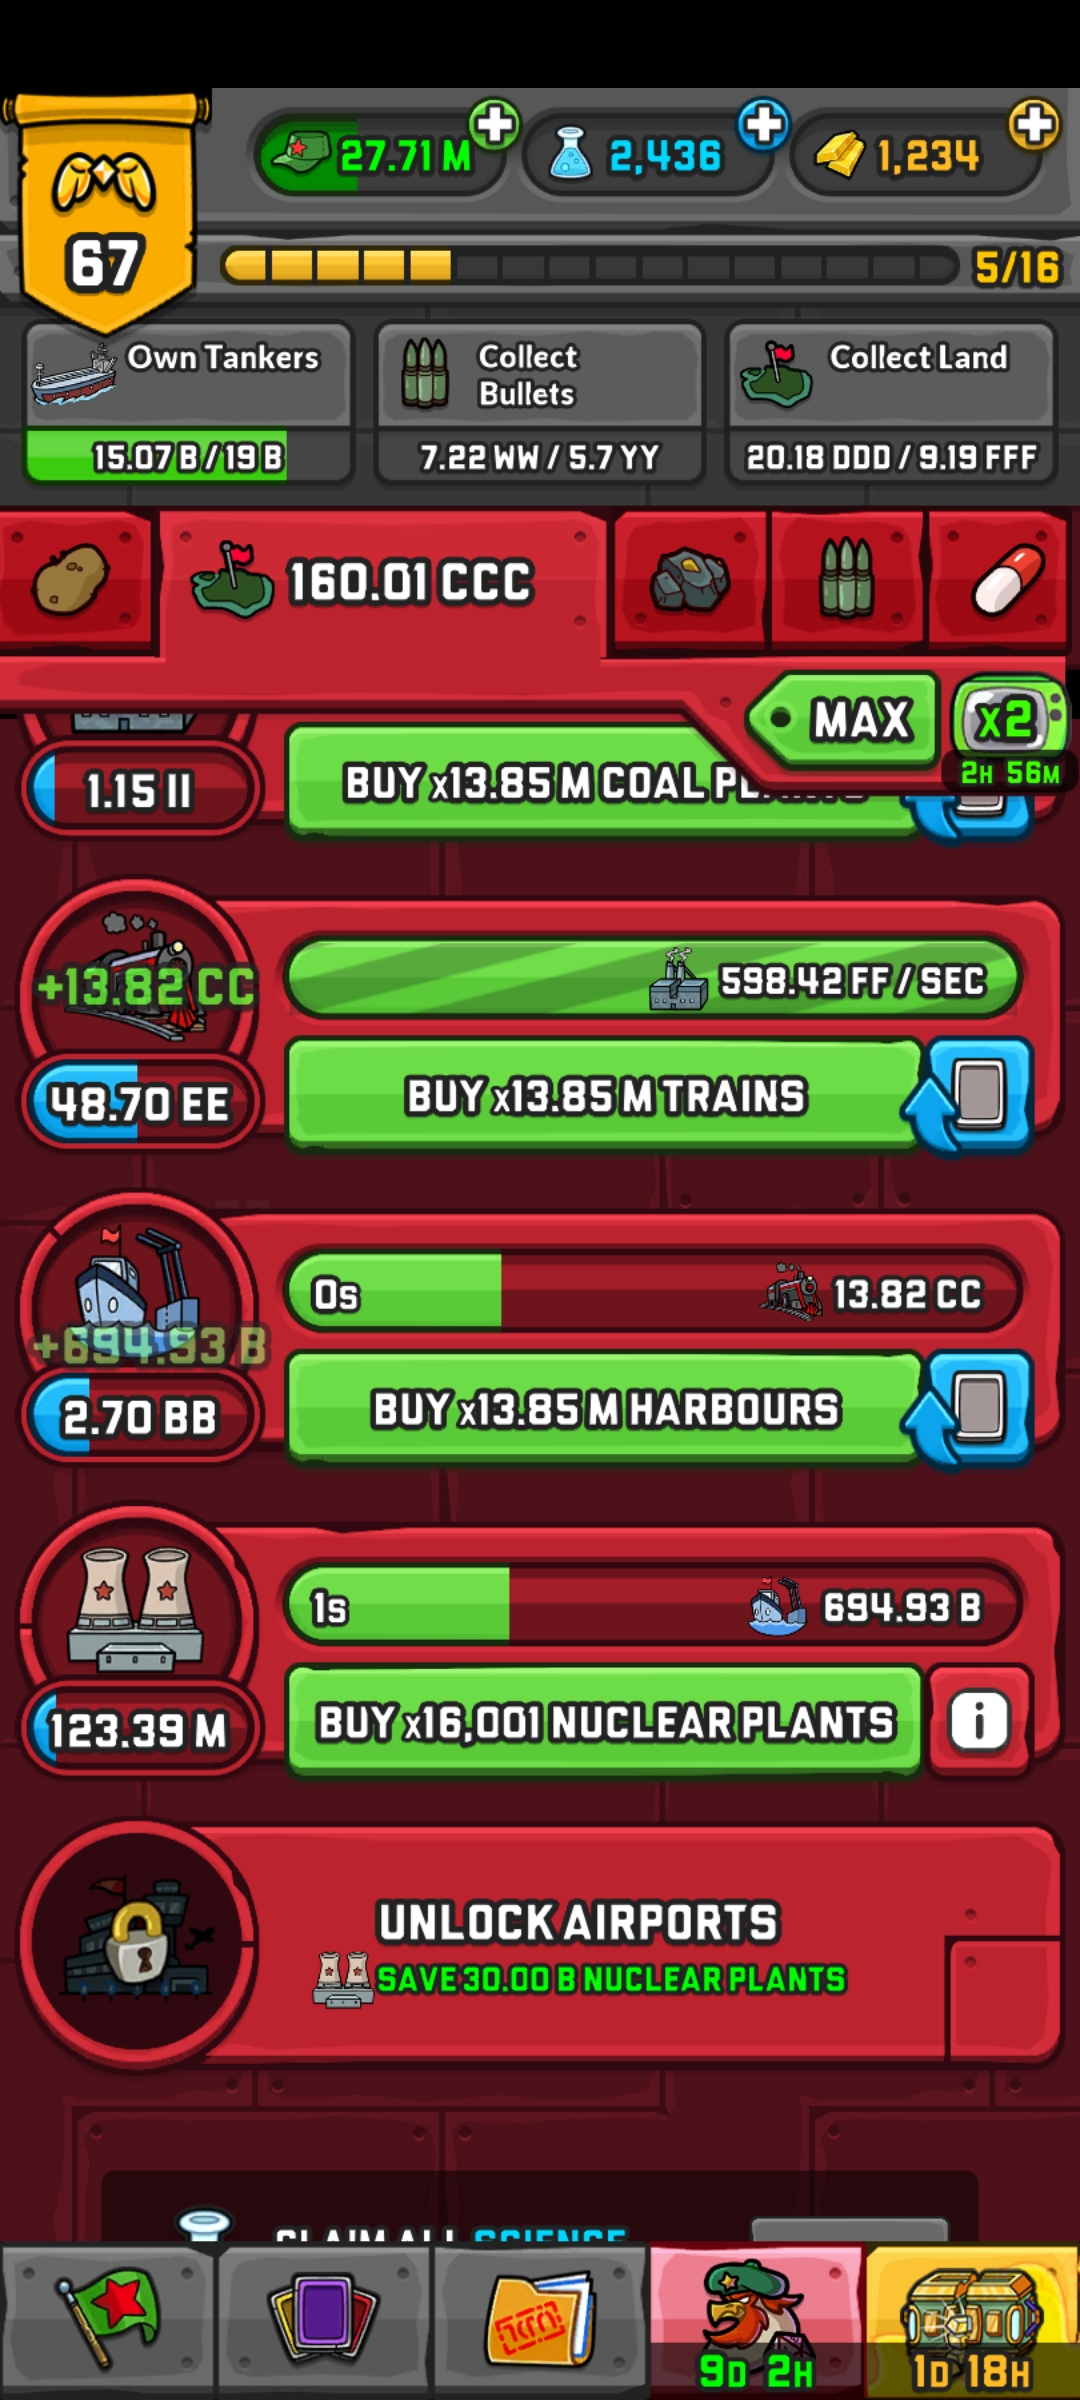 27.71 M
2,436
1,234
67
5/16
Own Tankers
15.07 B / 19 B
Collect
Bullets
7.22 WW / 5.7 YY
Collect Land
20.18 DDD / 9.19 FFF
160.01 CCC
MAX
x2
2H 56M
1.15 II
BUY x13.85 M COAL PLANTS
+13.82 CC
598.42 FF / SEC
48.70 EE
BUY x13.85 M TRAINS
0s
13.82 CC
+694.93 B
2.70 BB
BUY x13.85 M HARBOURS
1s
694.93 B
123.39 M
BUY x16,001 NUCLEAR PLANTS
i
UNLOCK AIRPORTS
SAVE 30.00 B NUCLEAR PLANTS
CLAIM ALL SCIENCE
9D 2H
1D 18H